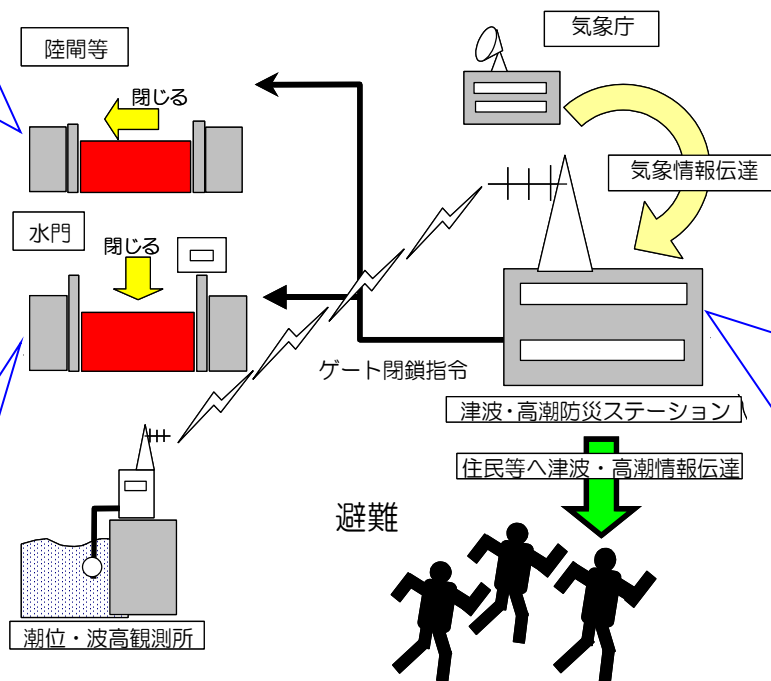 陸閘等
気象庁
閉じる
気象情報伝達
水門
閉じる
ゲート閉鎖指令
津波・高潮防災ステーション
住民等へ津波・高潮情報伝達
避難
潮位・波高観測所